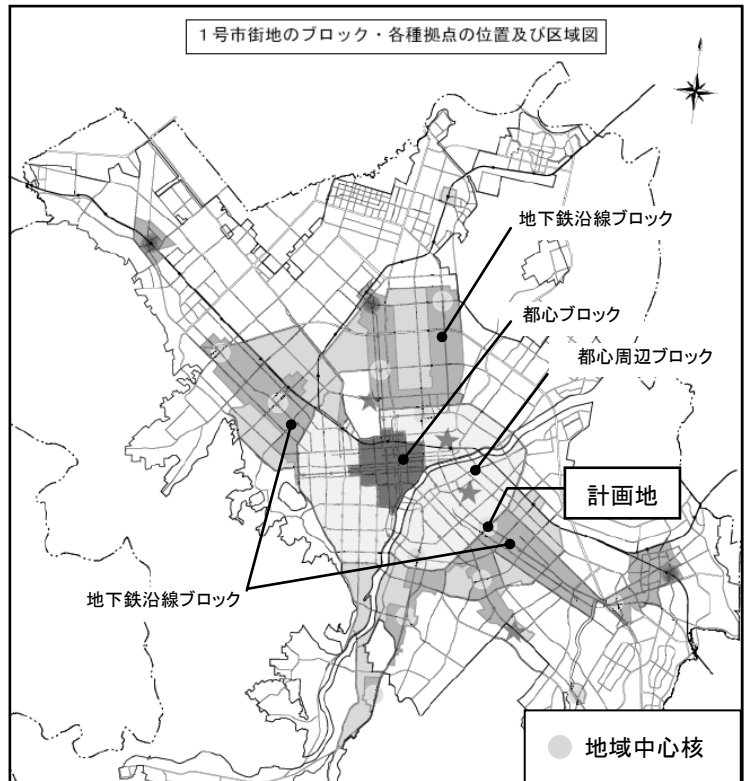 1号市街地のブロック・各種拠点の位置及び区域図
地下鉄沿線ブロック
都心ブロック
都心周辺ブロック
計画地
地下鉄沿線ブロック
地域中心核